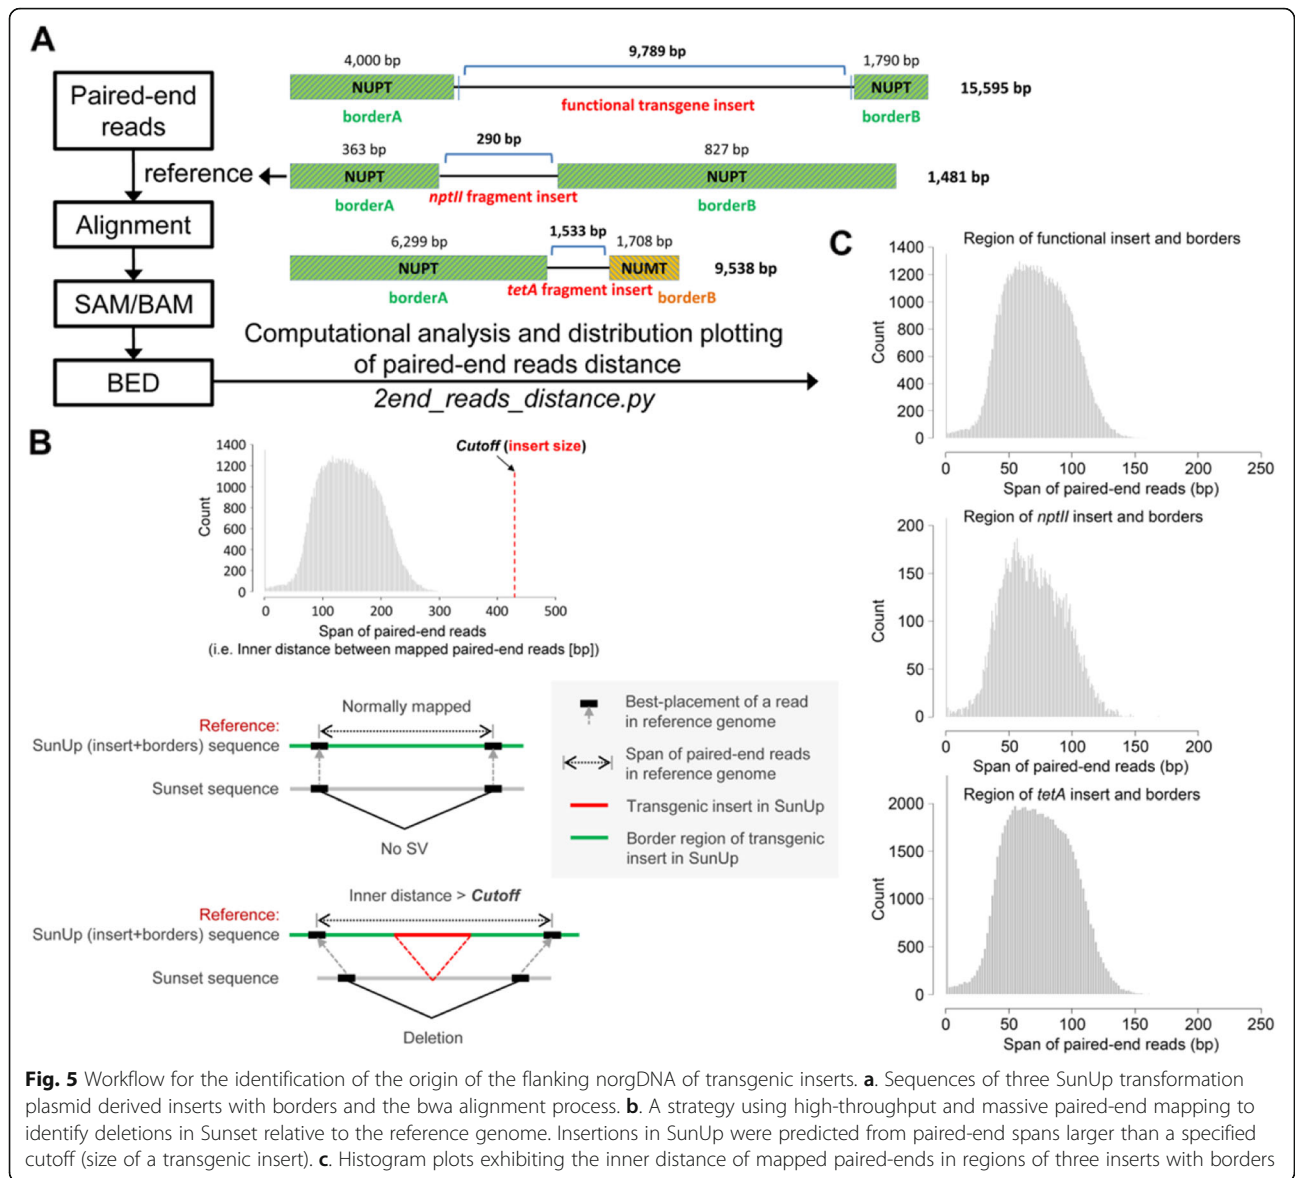 A
Paired-end
reads
Alignment
SAM/BAM
BED
reference
4,000 bp
9,789 bp
1,790 bp
NUPT
NUPT
15,595 bp
functional transgene insert
borderA
borderB
363 bp
290 bp
827 bp
NUPT
NUPT
1,481 bp
nptII fragment insert
borderA
borderB
6,299 bp
1,533 bp
1,708 bp
NUPT
NUMT
9,538 bp
tetA fragment insert
borderA
borderB
Computational analysis and distribution plotting
of paired-end reads distance
2end_reads_distance.py
B
Cutoff (insert size)
1400
1200
1000
800
600
400
200
0
Count
0 100 200 300 400 500
Span of paired-end reads
(i.e. Inner distance between mapped paired-end reads [bp])
Normally mapped
Reference:
SunUp (insert+borders) sequence
Sunset sequence
No SV
Inner distance > Cutoff
Reference:
SunUp (insert+borders) sequence
Sunset sequence
Deletion
Best-placement of a read
in reference genome
Span of paired-end reads
in reference genome
Transgenic insert in SunUp
Border region of transgenic
insert in SunUp
C
Region of functional insert and borders
1400
1200
1000
800
600
400
200
0
Count
0 50 100 150 200 250
Span of paired-end reads (bp)
Region of nptII insert and borders
200
150
100
50
0
Count
0 50 100 150 200
Span of paired-end reads (bp)
Region of tetA insert and borders
2000
1500
1000
500
0
Count
0 50 100 150 200 250
Span of paired-end reads (bp)
Fig. 5 Workflow for the identification of the origin of the flanking norgDNA of transgenic inserts. a. Sequences of three SunUp transformation
plasmid derived inserts with borders and the bwa alignment process. b. A strategy using high-throughput and massive paired-end mapping to
identify deletions in Sunset relative to the reference genome. Insertions in SunUp were predicted from paired-end spans larger than a specified
cutoff (size of a transgenic insert). c. Histogram plots exhibiting the inner distance of mapped paired-ends in regions of three inserts with borders